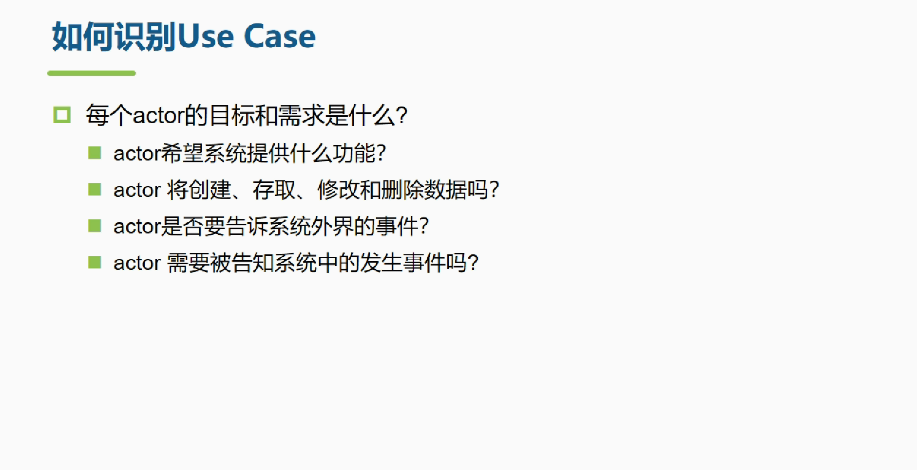 如何识别Use Case
每个actor的目标和需求是什么?
actor希望系统提供什么功能?
actor 将创建、存取、修改和删除数据吗?
actor是否要告诉系统外界的事件?
actor 需要被告知系统中的发生事件吗?